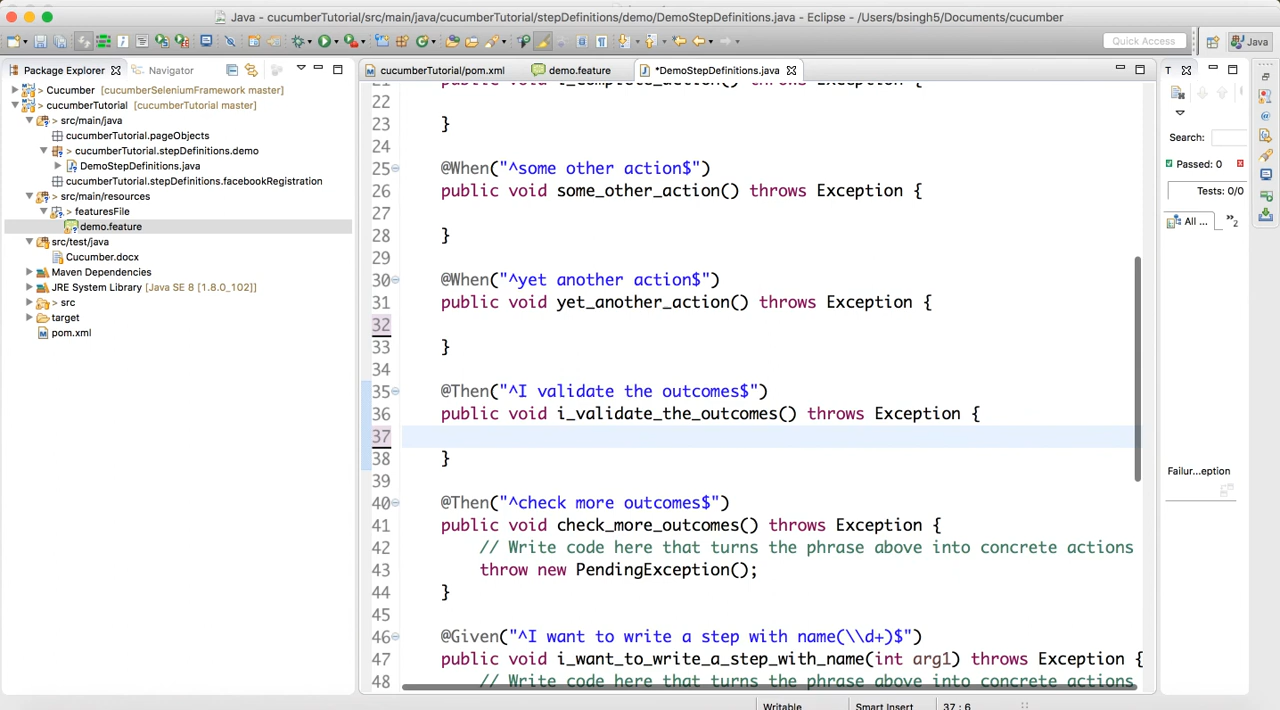 Java - cucumberTutorial/src/main/java/cucumberTutorial/stepDefinitions/demo/DemoStepDefinitions.java - Eclipse - /Users/bsingh5/Documents/cucumber
Quick Access
Java
Package Explorer
Navigator
cucumberTutorial/pom.xml
demo.feature
*DemoStepDefinitions.java
T
Cucumber [cucumberSeleniumFramework master]
> cucumberTutorial [cucumberTutorial master]
> src/main/java
cucumberTutorial.pageObjects
> cucumberTutorial.stepDefinitions.demo
> DemoStepDefinitions.java
cucumberTutorial.stepDefinitions.facebookRegistration
> src/main/resources
> featuresFile
demo.feature
src/test/java
Cucumber.docx
Maven Dependencies
JRE System Library [Java SE 8 [1.8.0_102]]
> src
target
pom.xml
21 public void i_complete_action() throws Exception {
22
23 }
24
25 @When("^some other action$")
26 public void some_other_action() throws Exception {
27
28 }
29
30 @When("^yet another action$")
31 public void yet_another_action() throws Exception {
32
33 }
34
35 @Then("^I validate the outcomes$")
36 public void i_validate_the_outcomes() throws Exception {
37
38 }
39
40 @Then("^check more outcomes$")
41 public void check_more_outcomes() throws Exception {
42 // Write code here that turns the phrase above into concrete actions
43 throw new PendingException();
44 }
45
46 @Given("^I want to write a step with name(\\d+)$")
47 public void i_want_to_write_a_step_with_name(int arg1) throws Exception {
48 // Write code here that turns the phrase above into concrete actions
Search:
Passed: 0
Tests: 0/0
All ...
»2
Failur...eption
Writable
Smart Insert
37 : 6